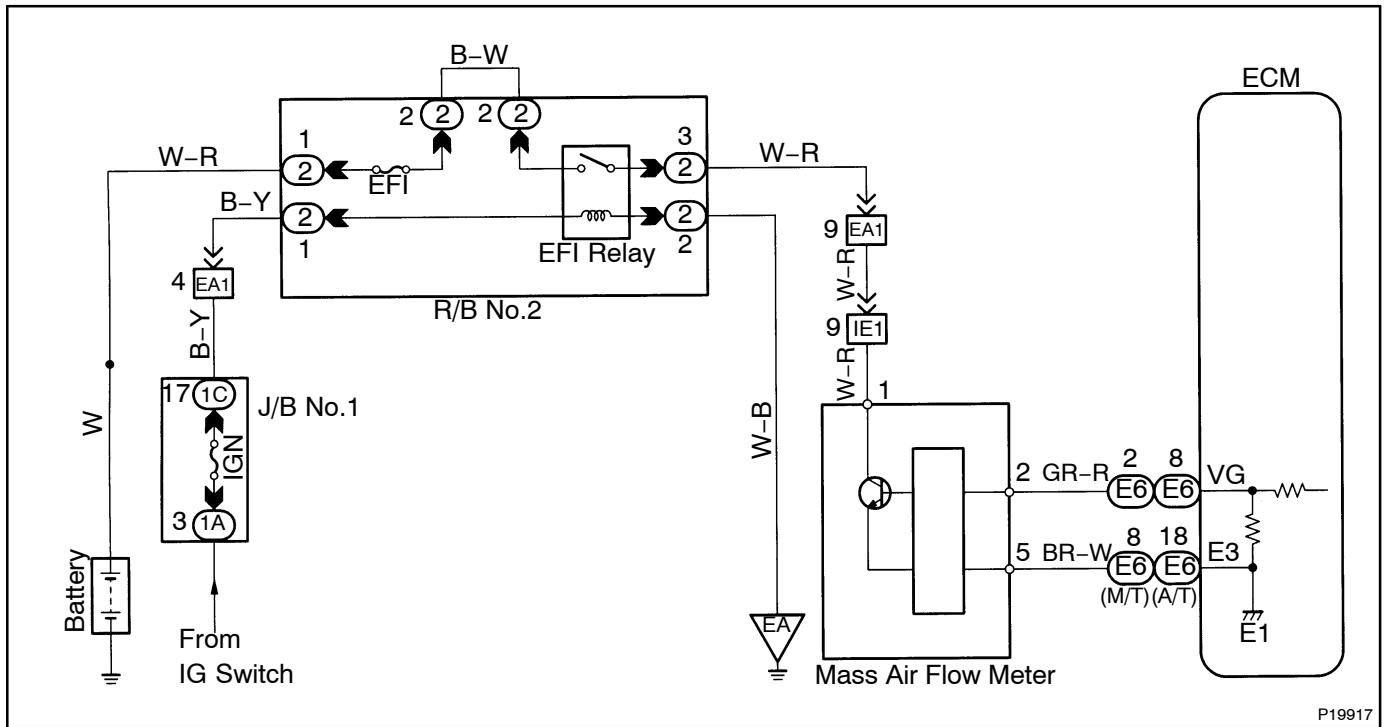 B–W
ECM
2 2 2 2
1
W–R
2
EFI
3
2
W–R
B–Y
2
1
2
2
EFI Relay
9 EA1
4 EA1
R/B No.2
W–R
B–Y
9 IE1
W–R
1
17 1C
J/B No.1
W
IGN
W–B
2 GR–R
2 8
E6 E6
VG
3 1A
5 BR–W
8 18
E6 E6
E3
(M/T) (A/T)
Battery
From
IG Switch
EA
E1
Mass Air Flow Meter
P19917